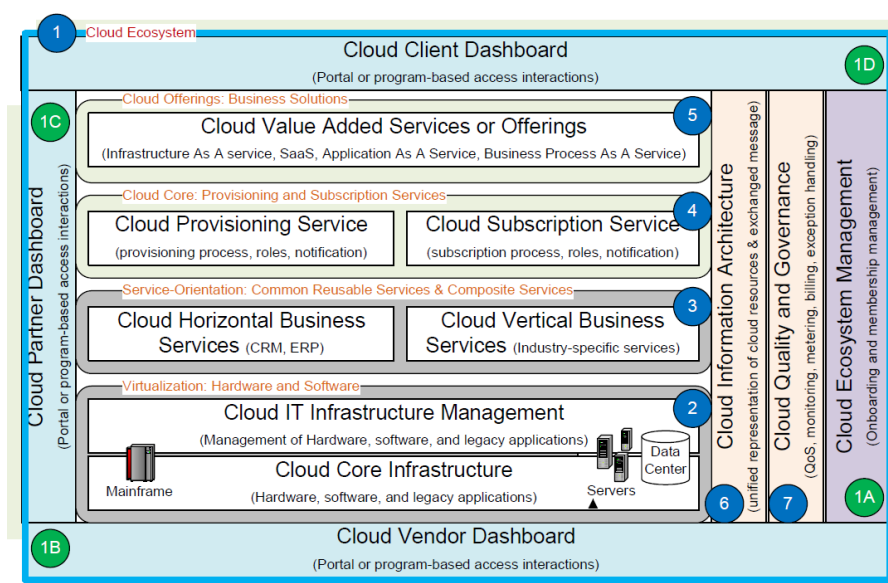 1
Cloud Ecosystem
Cloud Client Dashboard
(Portal or program-based access interactions)
1D
1C
Cloud Partner Dashboard
(Portal or program-based access interactions)
Cloud Offerings: Business Solutions
5
Cloud Value Added Services or Offerings
(Infrastructure As A service, SaaS, Application As A Service, Business Process As A Service)
Cloud Core: Provisioning and Subscription Services
4
Cloud Provisioning Service
(provisioning process, roles, notification)
Cloud Subscription Service
(subscription process, roles, notification)
Service-Orientation: Common Reusable Services & Composite Services
3
Cloud Horizontal Business
Services (CRM, ERP)
Cloud Vertical Business
Services (Industry-specific services)
Virtualization: Hardware and Software
2
Cloud IT Infrastructure Management
(Management of Hardware, software, and legacy applications)
Cloud Core Infrastructure
(Hardware, software, and legacy applications)
Mainframe
Servers
Data
Center
Cloud Information Architecture
(unified representation of cloud resources & exchanged message)
6
Cloud Quality and Governance
(QoS, monitoring, metering, billing, exception handling)
7
Cloud Ecosystem Management
(Onboarding and membership management)
1A
1B
Cloud Vendor Dashboard
(Portal or program-based access interactions)